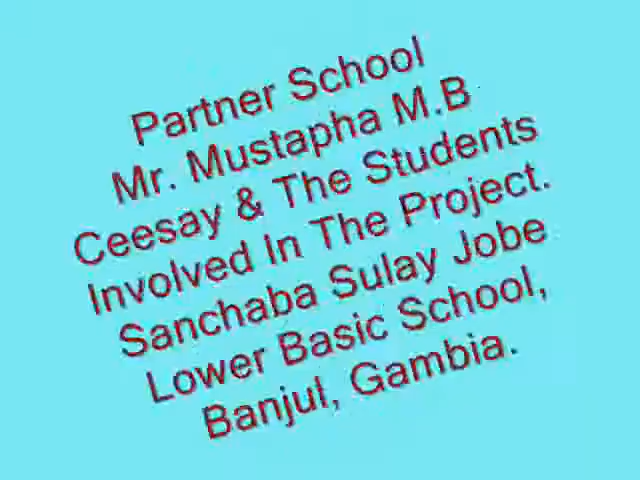 Partner School
Mr. Mustapha M.B
Ceesay & The Students
Involved In The Project.
Sanchaba Sulay Jobe
Lower Basic School,
Banjul, Gambia.